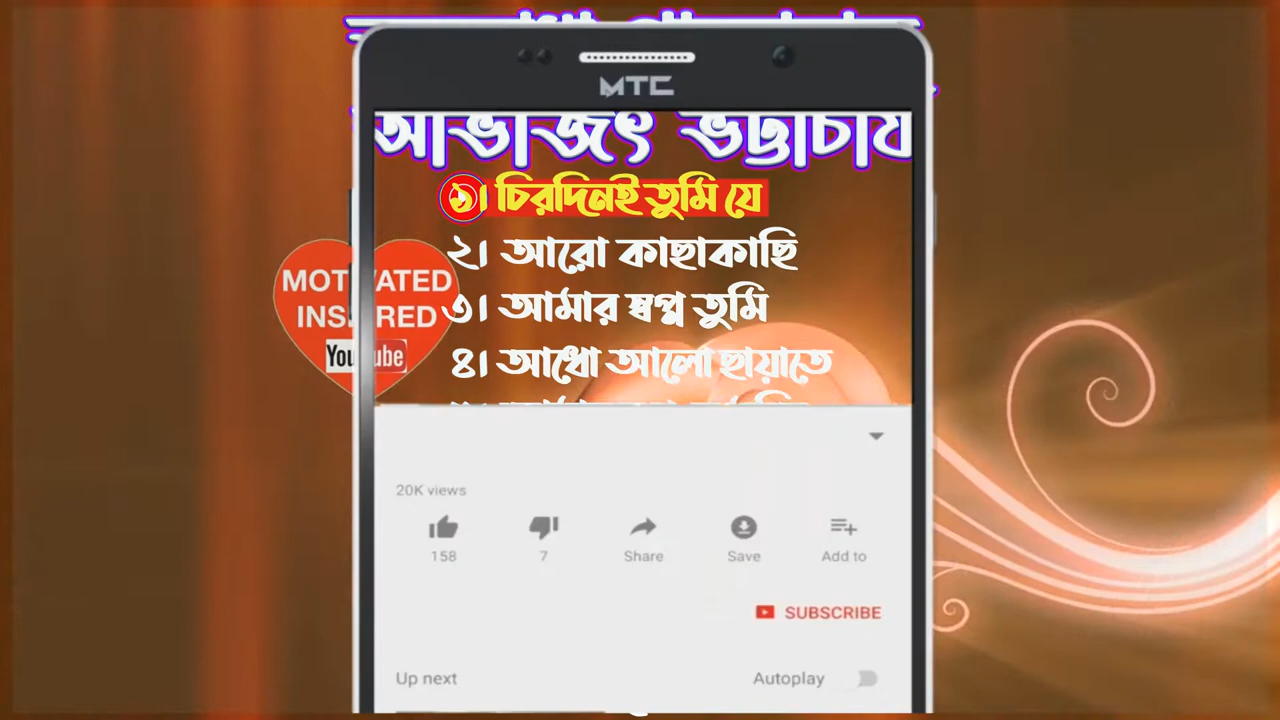 MTC
অভিজিৎ ভট্টাচার্য
১। চিরদিনই তুমি যে
২। আরো কাছাকাছি
৩। আমার স্বপ্ন তুমি
৪। আধো আলো ছায়াতে
MOTIVATED
INSPIRED
YouTube
20K views
158
7
Share
Save
Add to
SUBSCRIBE
Up next
Autoplay